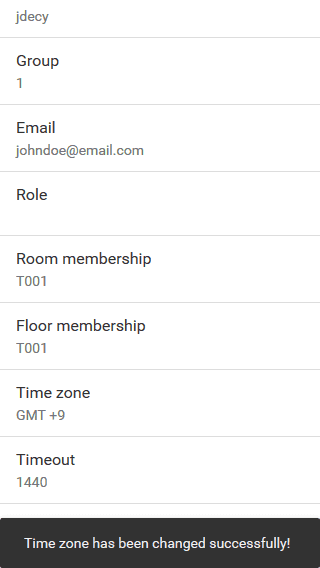 jdecy
Group
1
Email
johndoe@email.com
Role
Room membership
T001
Floor membership
T001
Time zone
GMT +9
Timeout
1440
Time zone has been changed successfully!